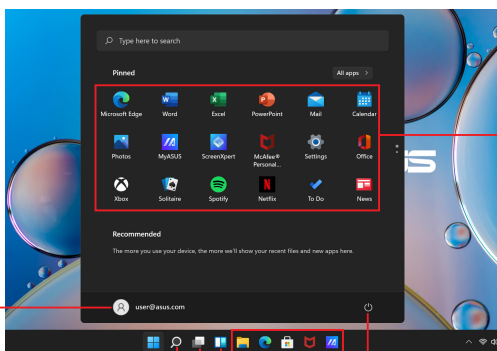 Type here to search
Pinned
All apps >
Microsoft Edge Word Excel PowerPoint Mail Calendar
Photos MyASUS ScreenXpert McAfee® Personal... Settings Office
Xbox Solitaire Spotify Netflix To Do News
Recommended
The more you use your device, the more we'll show your recent files and new apps here.
user@asus.com